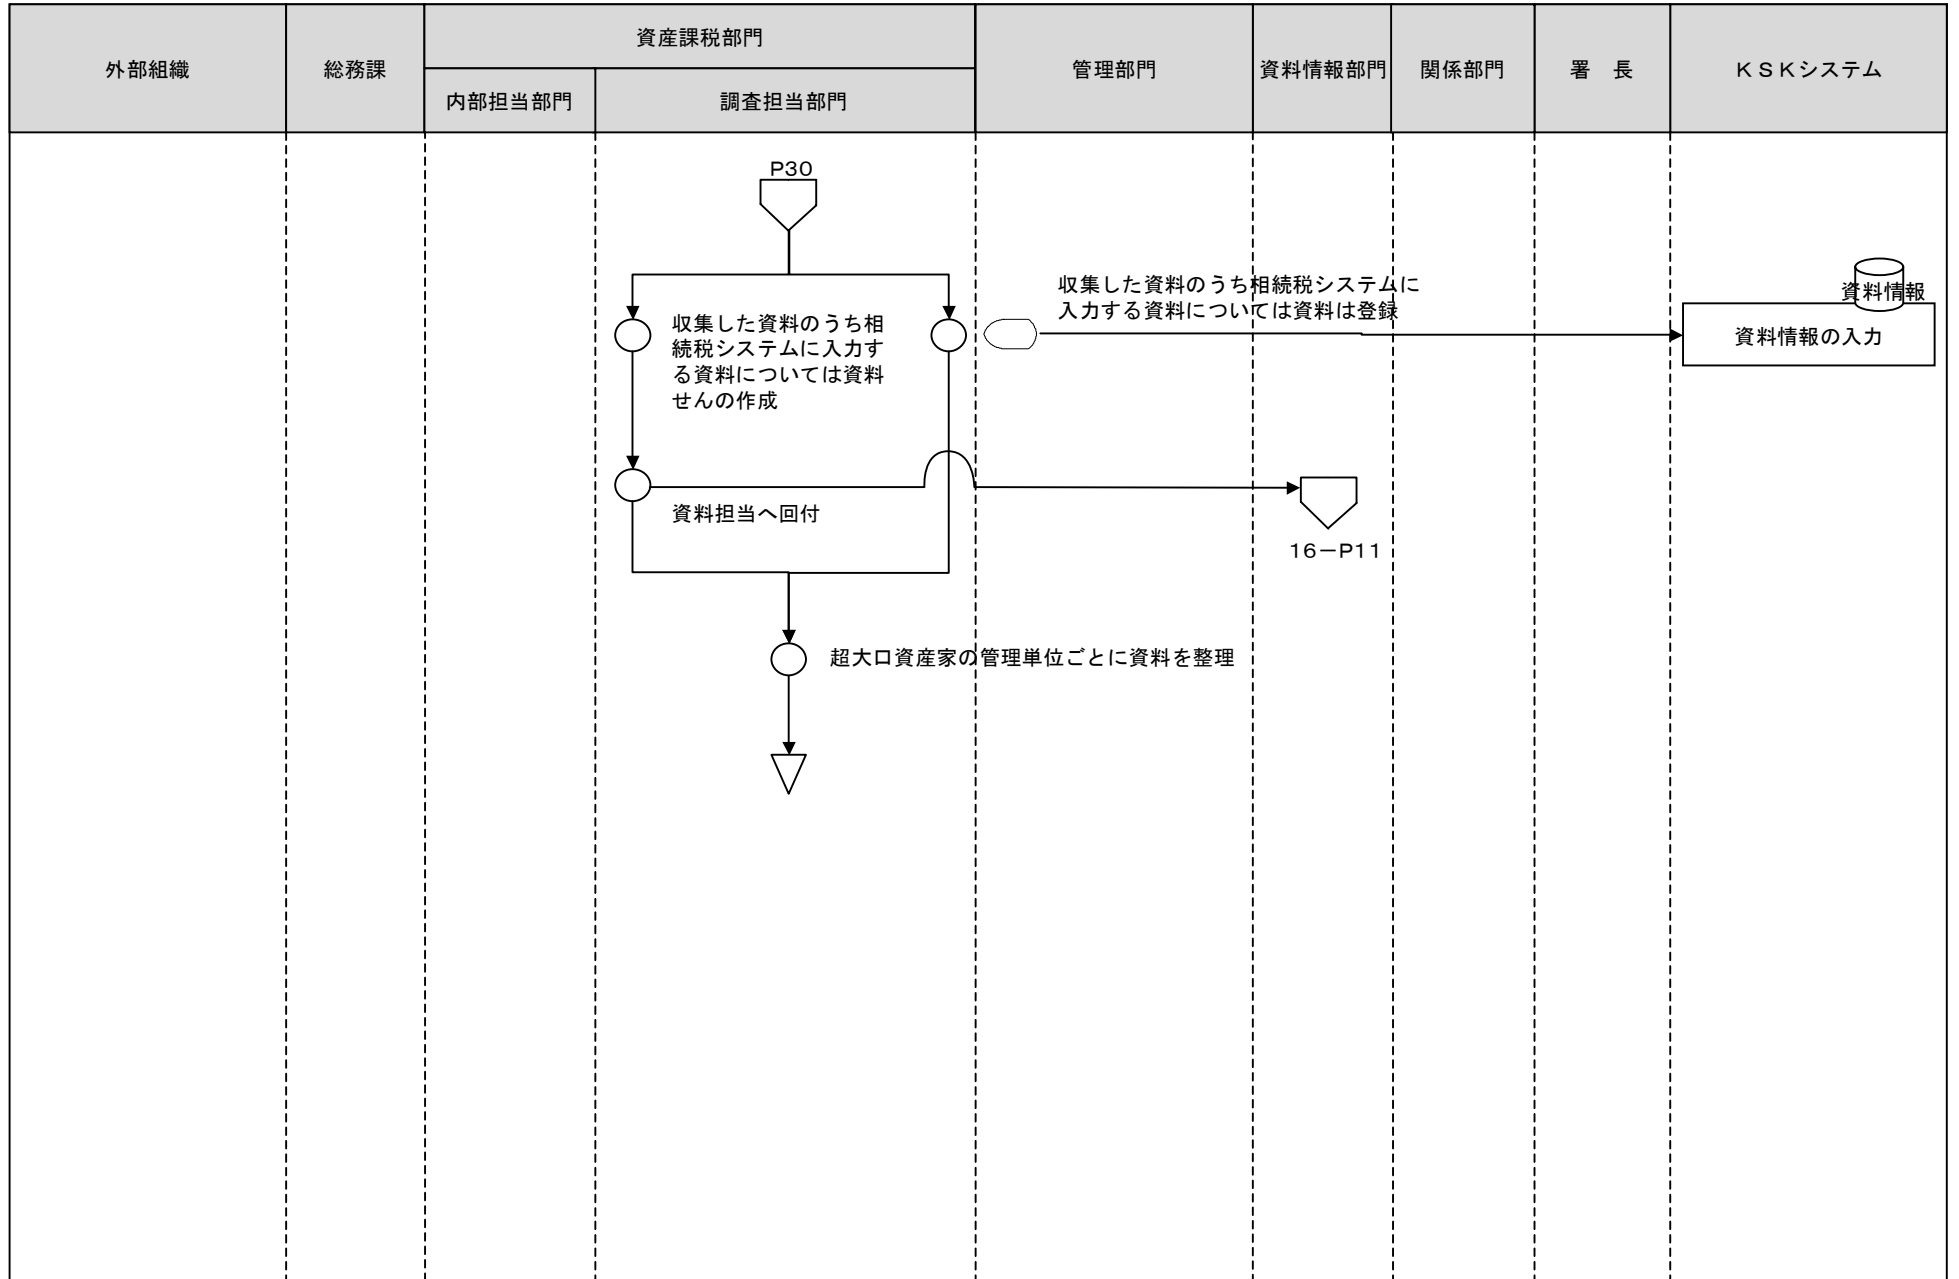 外部組織
総務課
資産課税部門
内部担当部門
調査担当部門
管理部門
資料情報部門
関係部門
署　長
ＫＳＫシステム
P30
収集した資料のうち相続税システムに
入力する資料については資料は登録
資料情報
資料情報の入力
収集した資料のうち相
続税システムに入力す
る資料については資料
せんの作成
資料担当へ回付
16－P11
超大口資産家の管理単位ごとに資料を整理